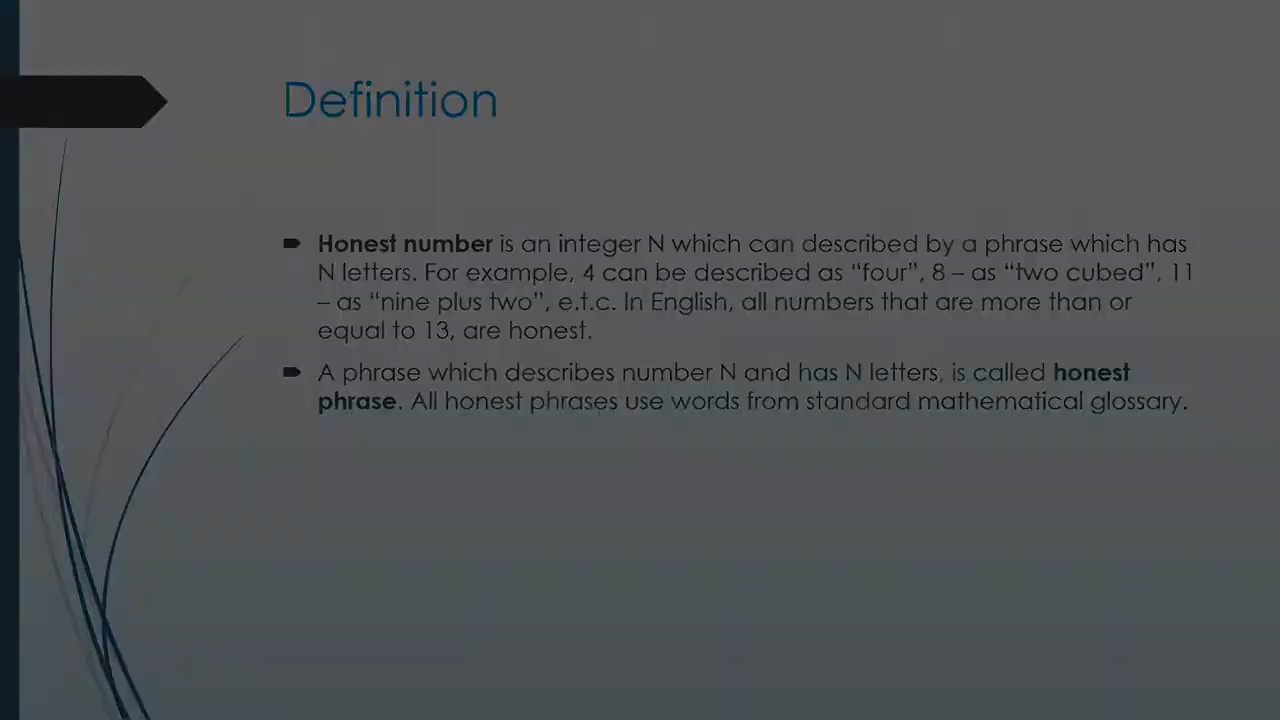 Definition
Honest number is an integer N which can described by a phrase which has
N letters. For example, 4 can be described as “four”, 8 – as “two cubed”, 11
– as “nine plus two”, e.t.c. In English, all numbers that are more than or
equal to 13, are honest.
A phrase which describes number N and has N letters, is called honest
phrase. All honest phrases use words from standard mathematical glossary.